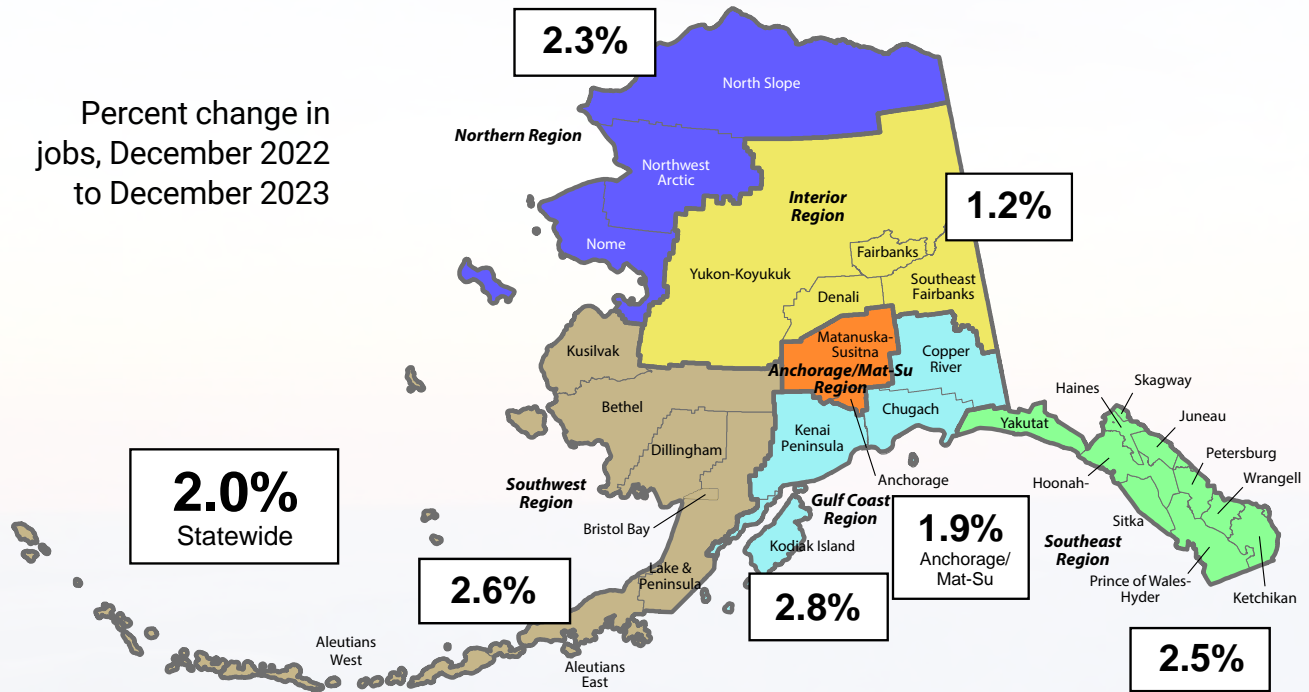 Percent change in
jobs, December 2022
to December 2023
2.3%
North Slope
Northern Region
Northwest
Arctic
Nome
Interior
Region
1.2%
Fairbanks
Yukon-Koyukuk
Southeast
Fairbanks
Denali
Matanuska-
Susitna
Anchorage/Mat-Su
Region
Copper
River
Chugach
Kenai
Peninsula
Anchorage
Kusilvak
Bethel
Dillingham
Southwest
Region
Bristol Bay
Lake &
Peninsula
2.0%
Statewide
2.6%
Aleutians
West
Aleutians
East
Gulf Coast
Region
Kodiak Island
2.8%
1.9%
Anchorage/
Mat-Su
Yakutat
Haines
Skagway
Juneau
Petersburg
Wrangell
Hoonah-
Sitka
Southeast
Region
Prince of Wales-
Hyder
Ketchikan
2.5%